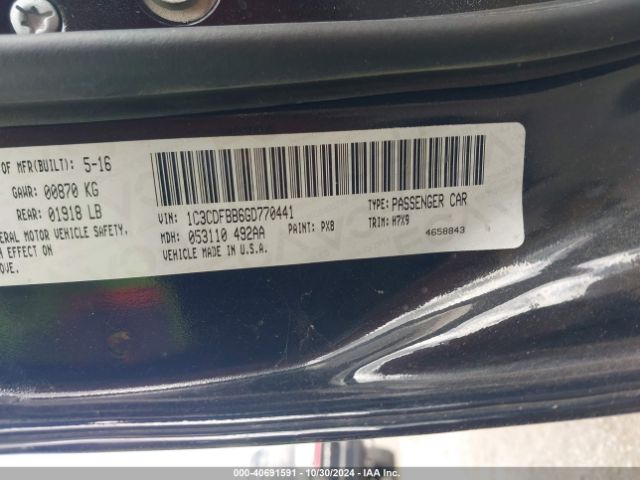 OF MFR(BUILT): 5-16
GAWR: 00870 KG
REAR: 01918 LB
ERAL MOTOR VEHICLE SAFETY,
N EFFECT ON
OVE.
VIN: 1C3CDFBB6GD770441
TYPE: PASSENGER CAR
MDH: 053110 492AA
PAINT: PX8
TRIM: H7X9
VEHICLE MADE IN U.S.A.
4658843
000-40691591 - 10/30/2024 - IAA Inc.